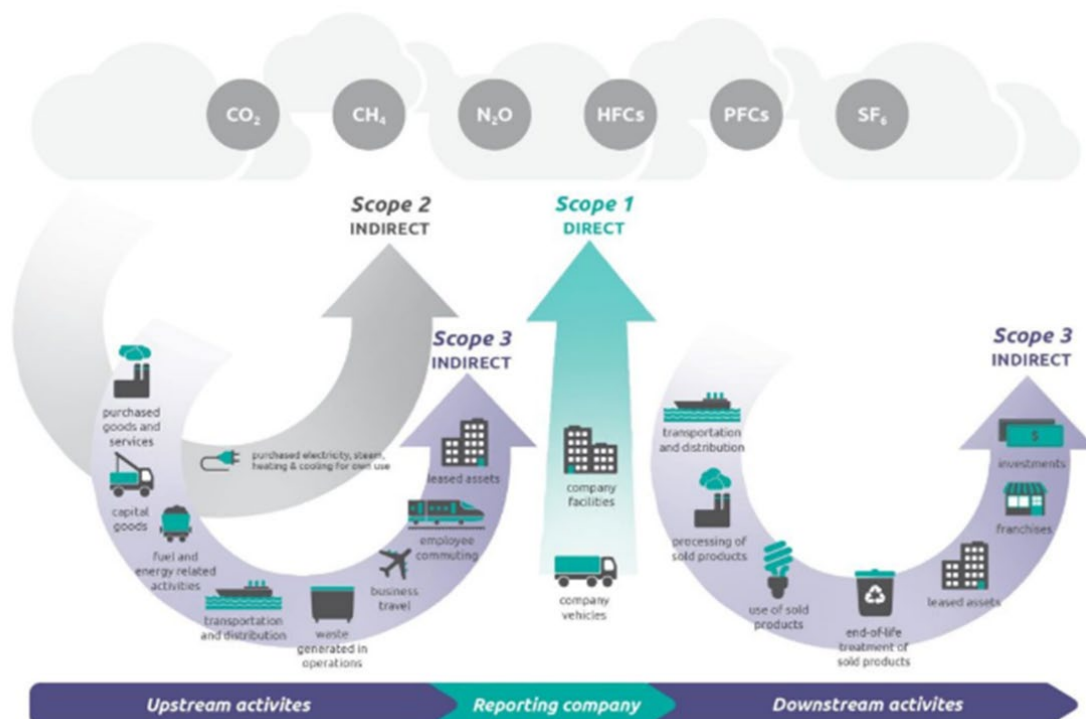 CO₂
CH₄
N₂O
HFCs
PFCs
SF₆
Scope 2
INDIRECT
Scope 1
DIRECT
Scope 3
INDIRECT
Scope 3
INDIRECT
purchased
goods and
services
capital
goods
fuel and
energy related
activities
transportation
and distribution
waste
generated in
operations
business
travel
employee
commuting
leased assets
purchased electricity, steam,
heating & cooling for own use
company
facilities
company
vehicles
transportation
and distribution
processing of
sold products
use of sold
products
end-of-life
treatment of
sold products
leased assets
franchises
$
investments
Upstream activites
Reporting company
Downstream activites